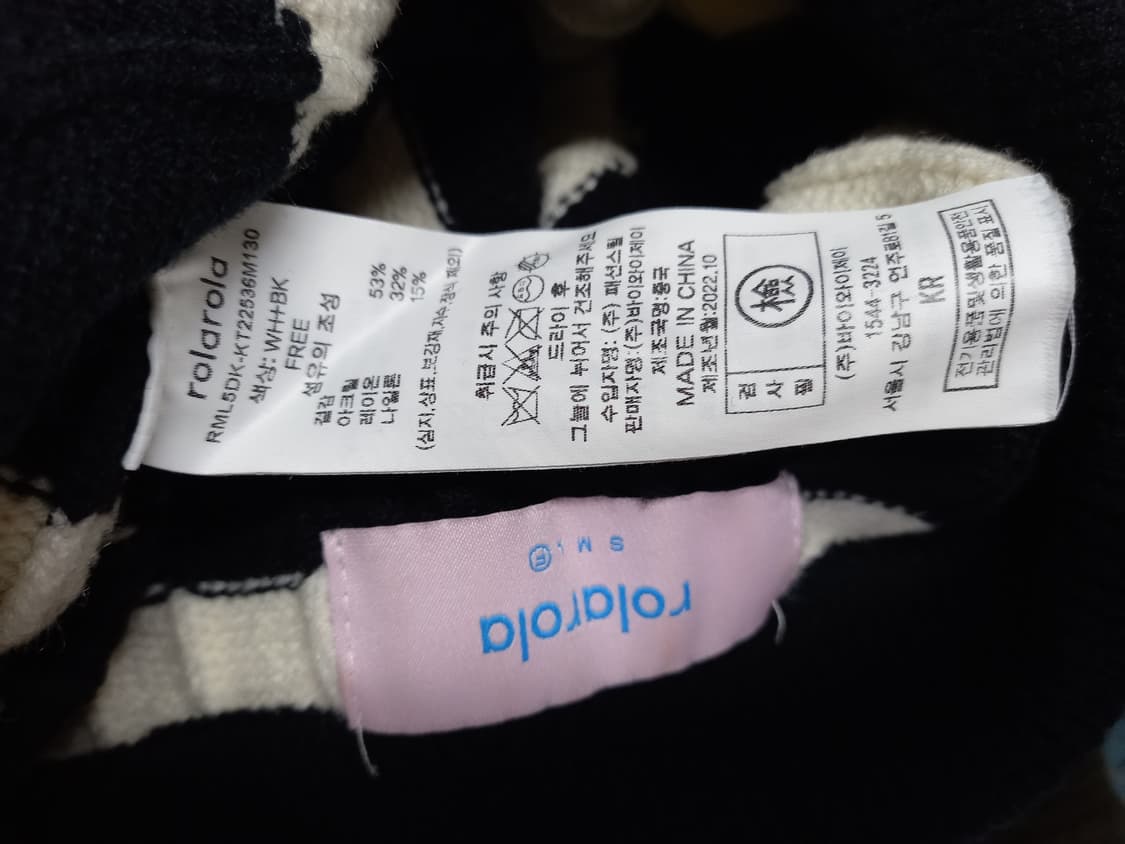 rolarola
RML5DK-KT22536M130
색상: WH+BK
FREE
섬유의 조성
겉감
아크릴 53%
레이온 32%
나일론 15%
(심지,상표,보강재,자수,장식 제외)
취급시 주의 사항
드라이 후
그늘에 뉘어서 건조해주세요
수입자명: (주) 패션스틸
판매자명:(주)바이와이제이
제조국명:중국
MADE IN CHINA
제조년월:2022.10
검사필 檢
(주)바이와이제이
1544-3224
서울시 강남구 언주로81길 5
KR
전기용품및생활용품안전
관리법에 의한 품질 표시
rolarola
S M , F